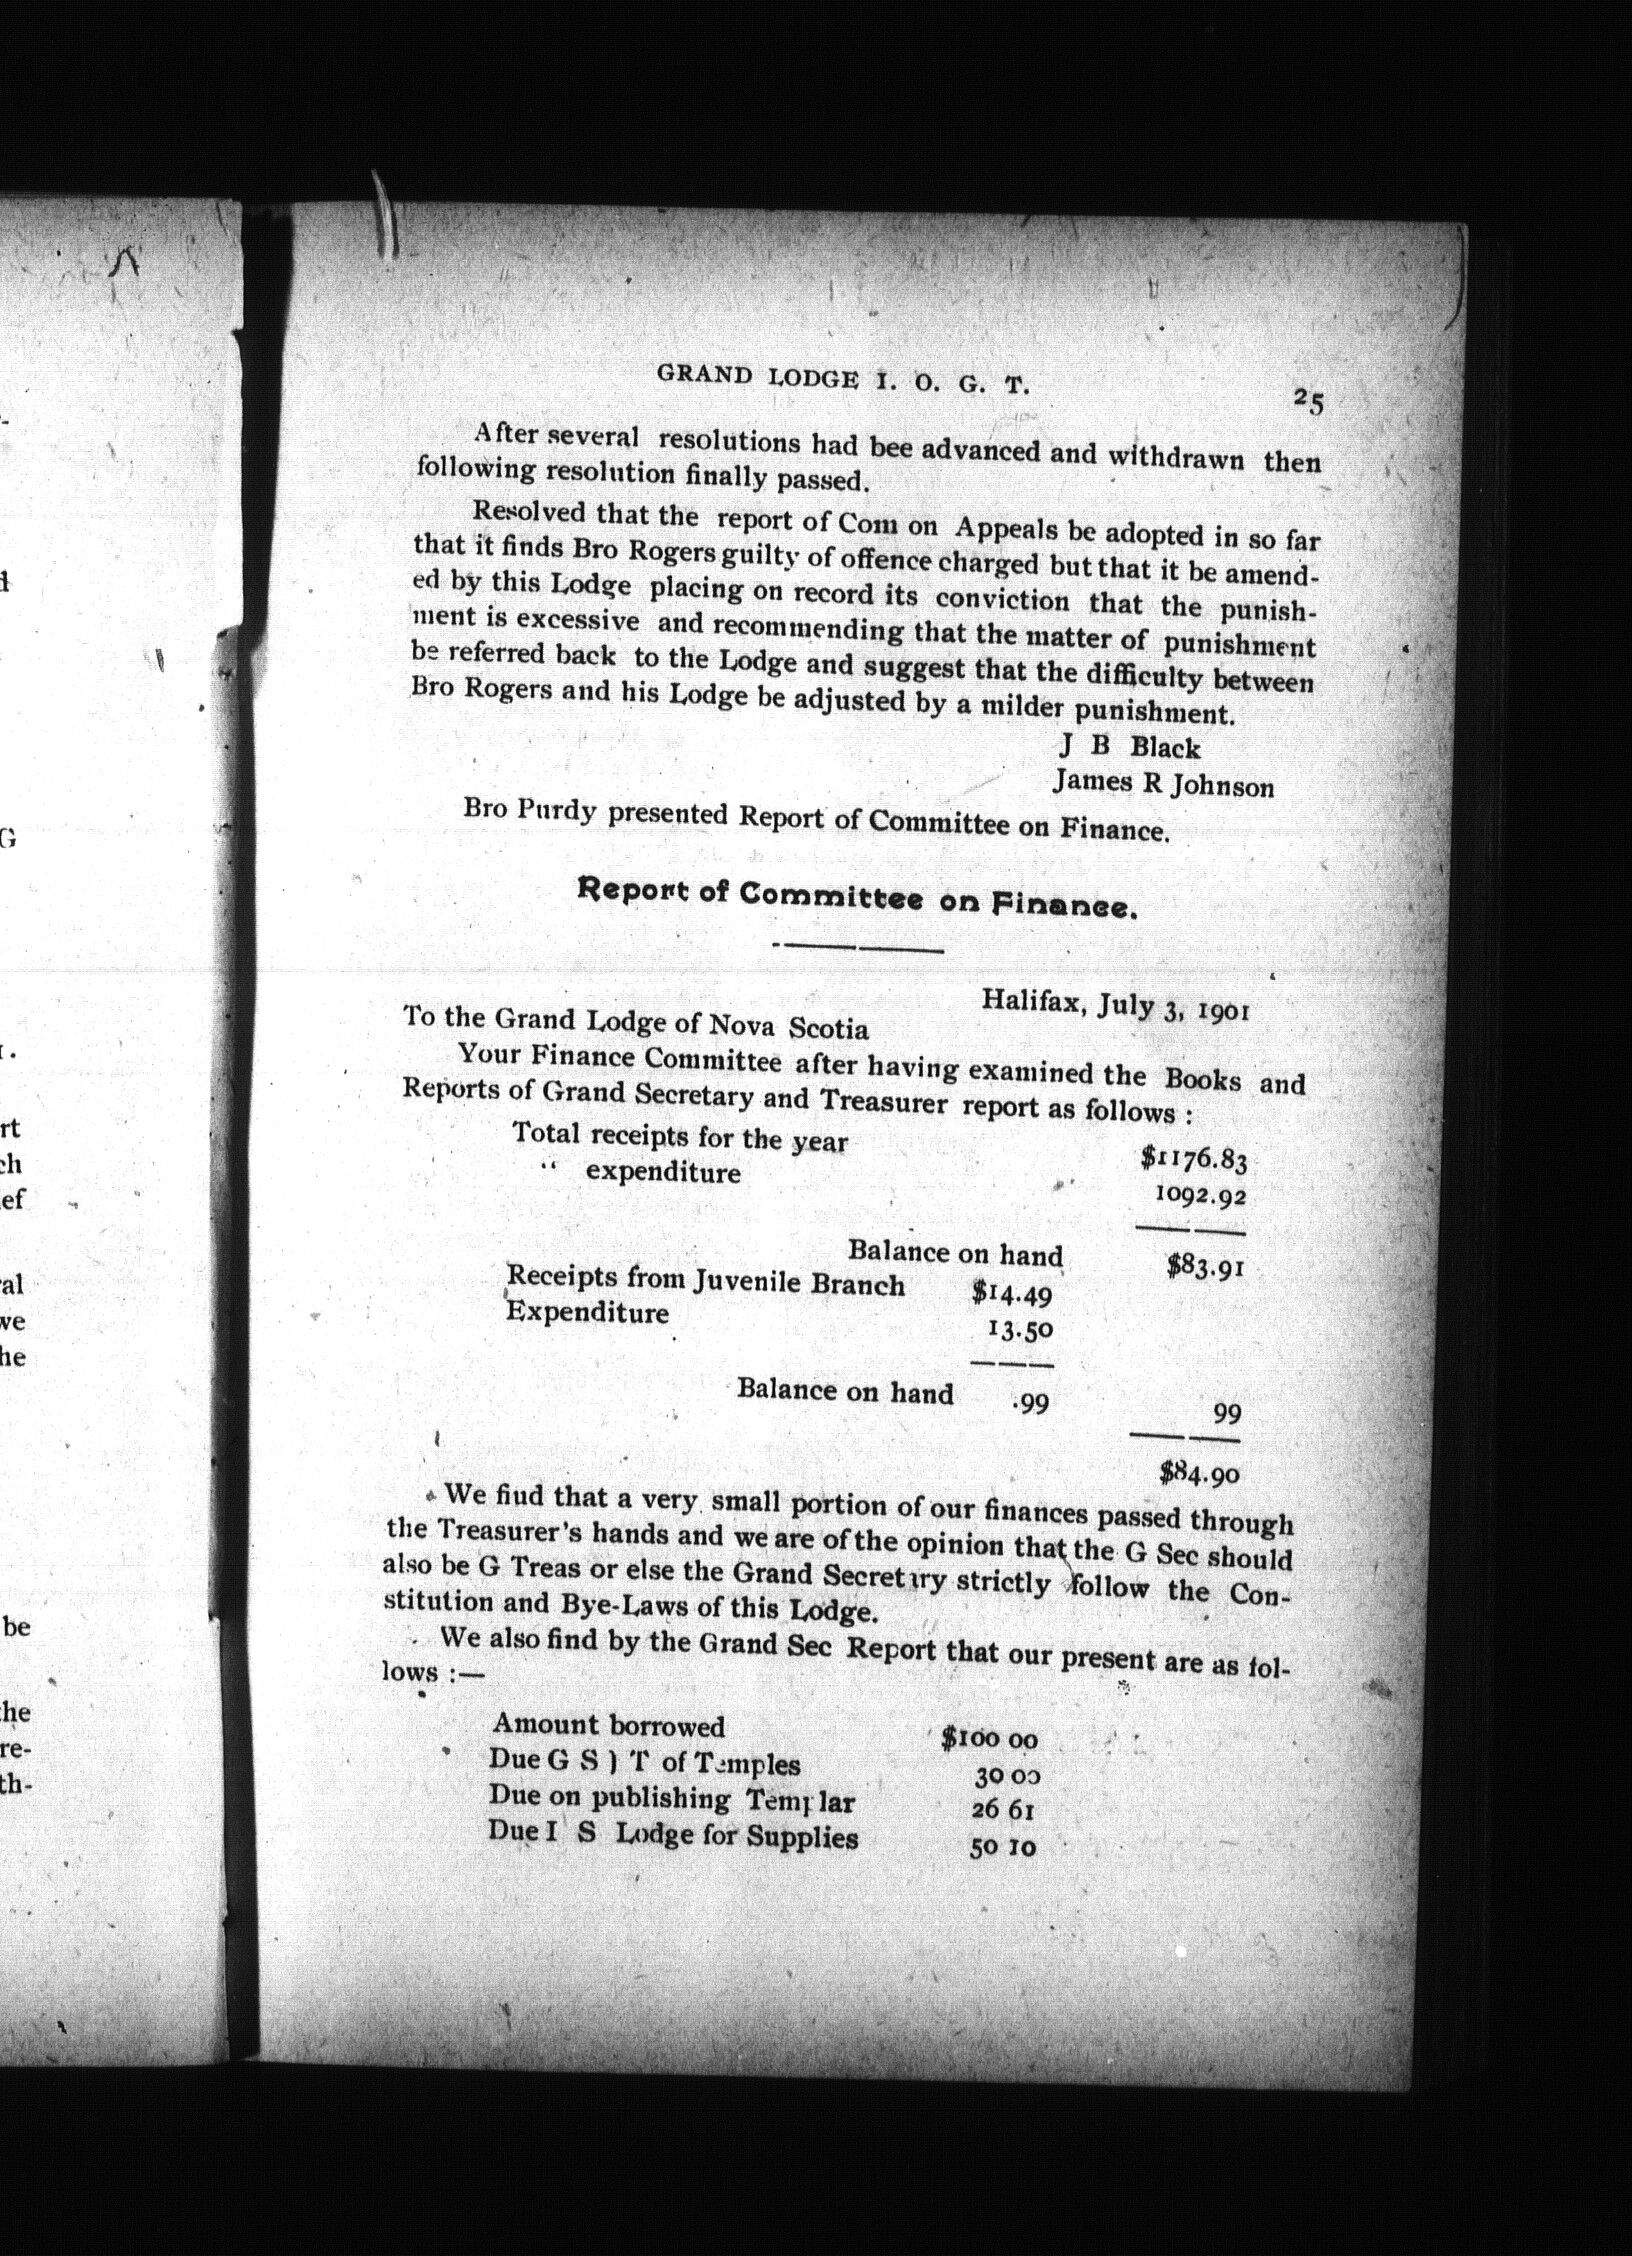 GRAND LODGE I. O. G. T.
25
After several resolutions had bee advanced and withdrawn then
following resolution finally passed.
Resolved that the report of Com on Appeals be adopted in so far
that it finds Bro Rogers guilty of offence charged but that it be amend-
ed by this Lodge placing on record its conviction that the punish-
ment is excessive and recommending that the matter of punishment
be referred back to the Lodge and suggest that the difficulty between
Bro Rogers and his Lodge be adjusted by a milder punishment.
J B Black
James R Johnson
Bro Purdy presented Report of Committee on Finance.
Report of Committee on Finance.
Halifax, July 3, 1901
To the Grand Lodge of Nova Scotia
Your Finance Committee after having examined the Books and
Reports of Grand Secretary and Treasurer report as follows :
Total receipts for the year $1176.83
“ expenditure 1092.92
Balance on hand $83.91
Receipts from Juvenile Branch $14.49
Expenditure 13.50
Balance on hand .99 99
$84.90
We fiud that a very small portion of our finances passed through
the Treasurer's hands and we are of the opinion that the G Sec should
also be G Treas or else the Grand Secretary strictly follow the Con-
stitution and Bye-Laws of this Lodge.
We also find by the Grand Sec Report that our present are as fol-
lows :—
Amount borrowed $100 00
Due G S J T of Temples 30 00
Due on publishing Templar 26 61
Due I S Lodge for Supplies 50 10
d
G
rt
ch
ef
al
we
he
be
the
re-
th-